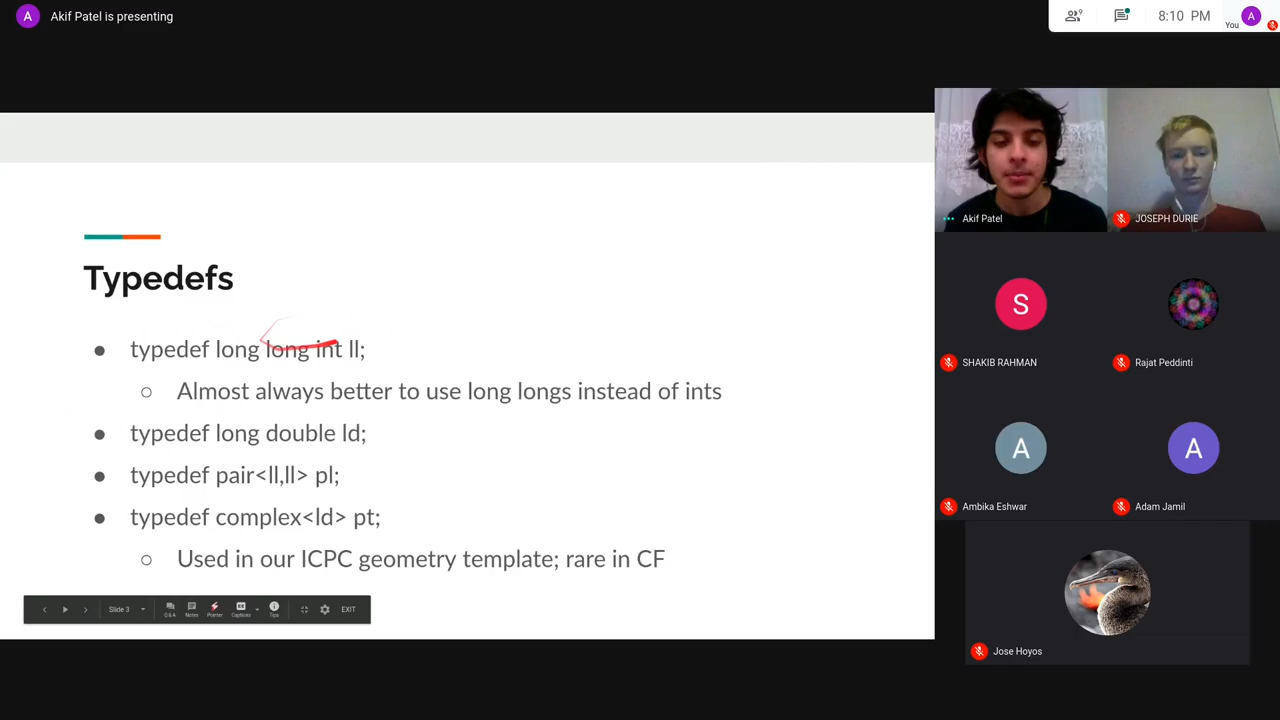 A Akif Patel is presenting
9 8:10 PM You A
Typedefs
● typedef long long int ll;
○ Almost always better to use long longs instead of ints
● typedef long double ld;
● typedef pair<ll,ll> pl;
● typedef complex<ld> pt;
○ Used in our ICPC geometry template; rare in CF
Slide 3 Q&A Notes Pointer Captions Tips EXIT
Akif Patel
JOSEPH DURIE
S
SHAKIB RAHMAN
Rajat Peddinti
A
Ambika Eshwar
A
Adam Jamil
Jose Hoyos